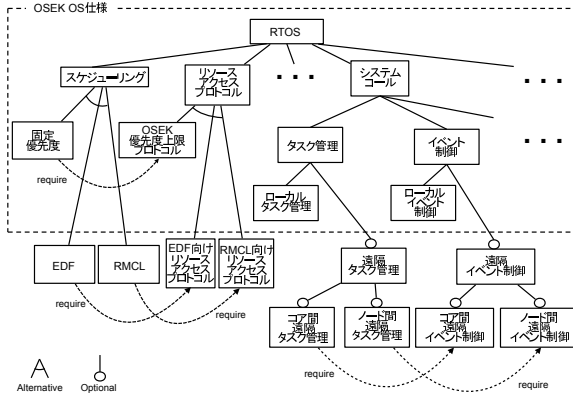 OSEK OS仕様
RTOS
スケジューリング
リソース
アクセス
プロトコル
・・・
システム
コール
・・・
固定
優先度
OSEK
優先度上限
プロトコル
タスク管理
イベント
制御
・・・
require
ローカル
タスク管理
ローカル
イベント
制御
EDF
RMCL
EDF向け
リソース
アクセス
プロトコル
RMCL向け
リソース
アクセス
プロトコル
遠隔
タスク管理
遠隔
イベント制御
require
require
コア間
遠隔
タスク管理
ノード間
遠隔
タスク管理
コア間
遠隔
イベント制御
ノード間
遠隔
イベント制御
require
require
Alternative
Optional